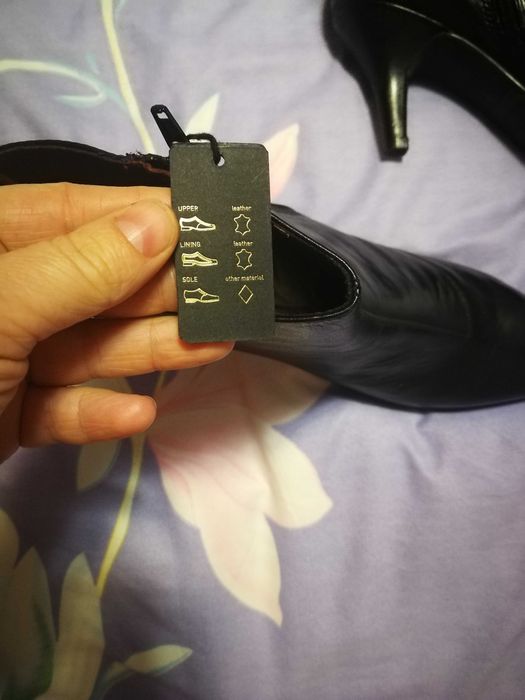 UPPER leather
LINING leather
SOLE other material